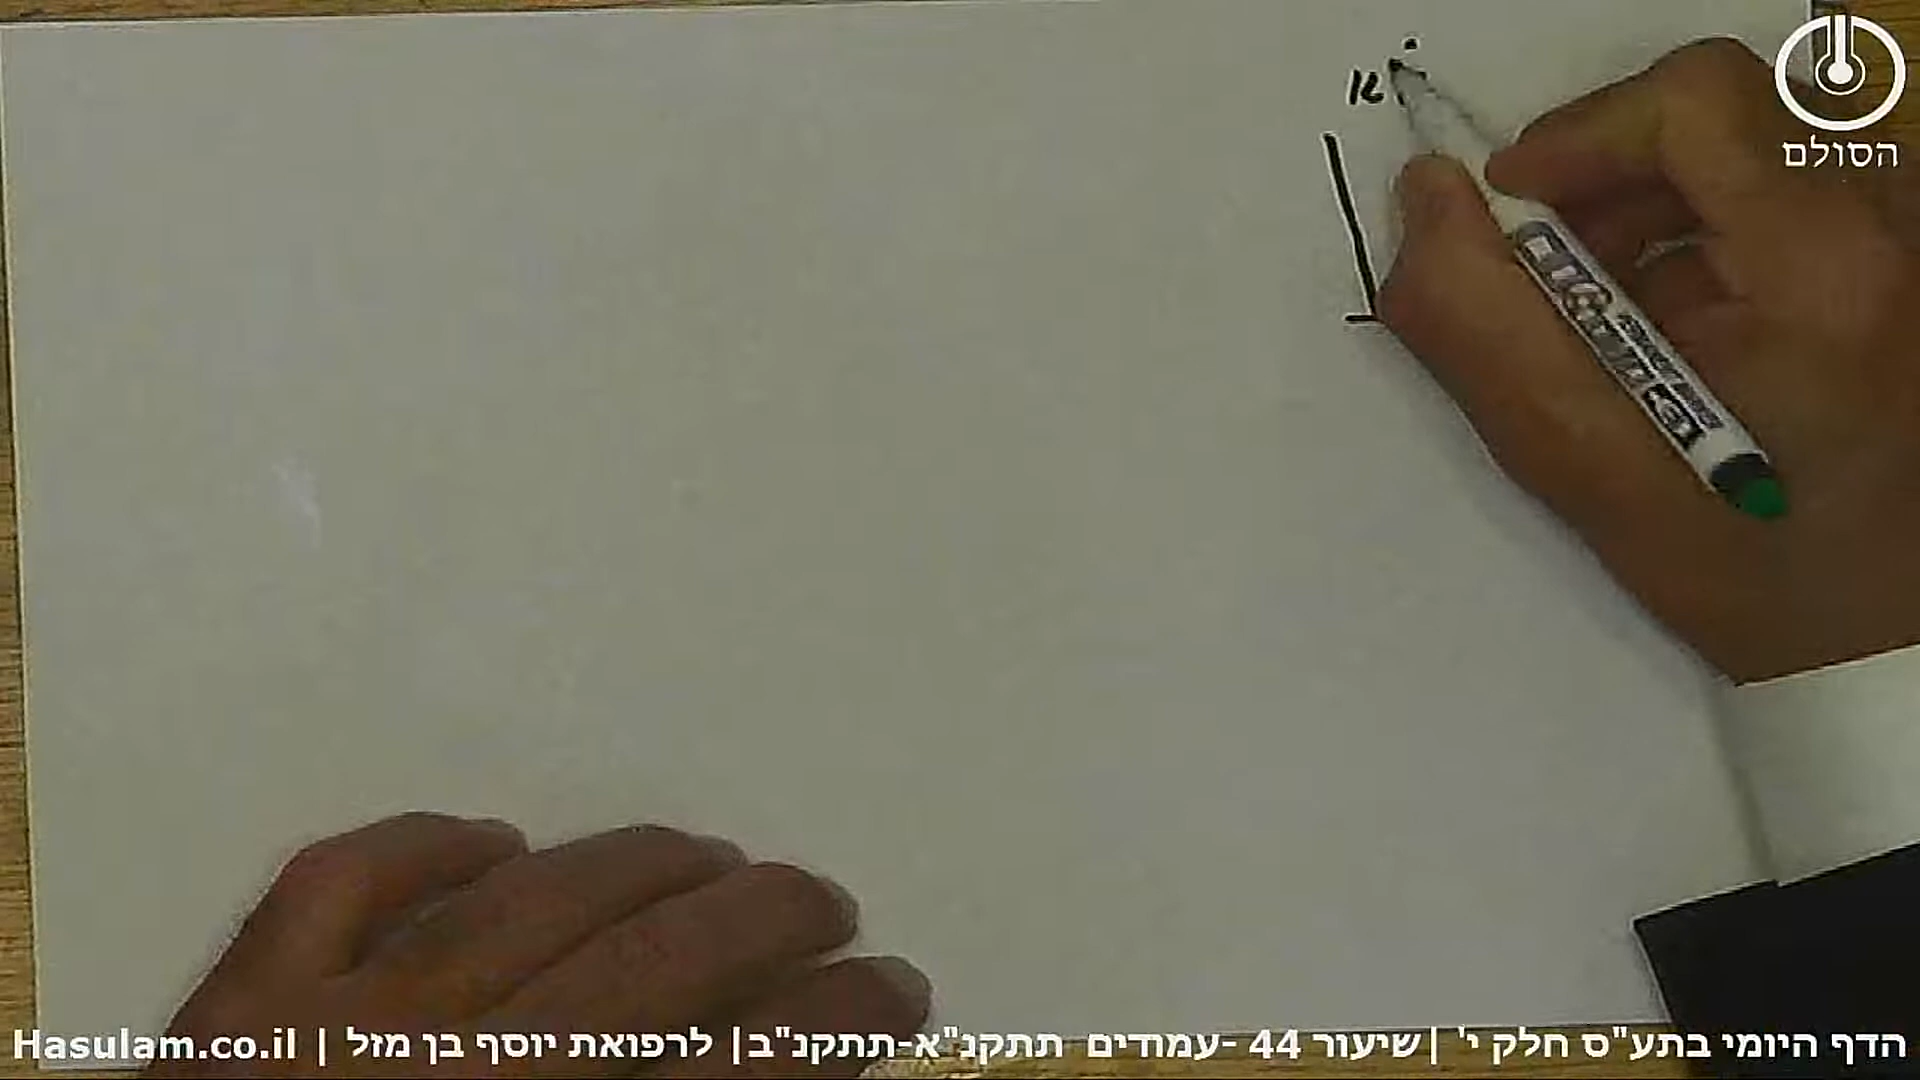 הסולם
הדף היומי בתע"ס חלק י' | שיעור 44 -עמודים תתקנ"א-תתקנ"ב | לרפואת יוסף בן מזל | Hasulam.co.il